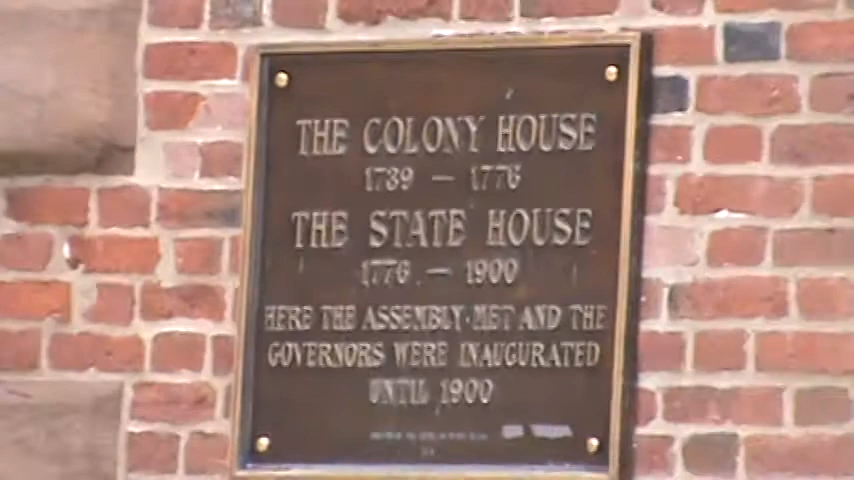 THE COLONY HOUSE
1739 — 1776
THE STATE HOUSE
1776 — 1900
HERE THE ASSEMBLY MET AND THE
GOVERNORS WERE INAUGURATED
UNTIL 1900